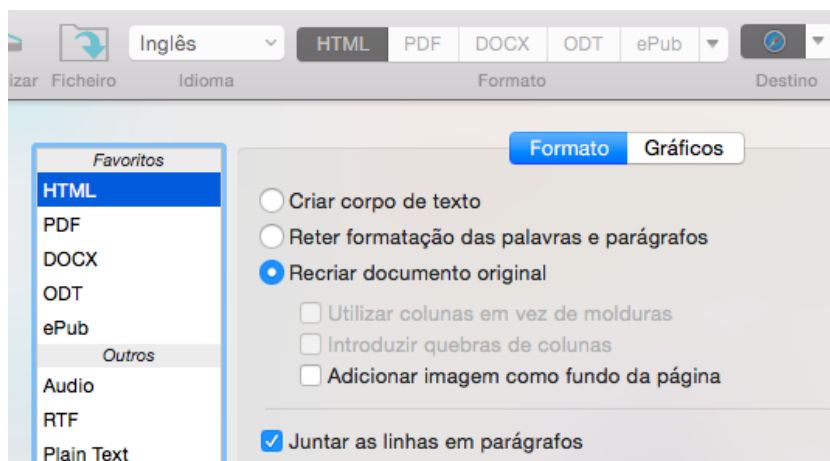 Inglês
HTML PDF DOCX ODT ePub
Ficheiro Idioma Formato Destino
Formato Gráficos
Favoritos
HTML
PDF
DOCX
ODT
ePub
Outros
Audio
RTF
Plain Text
Criar corpo de texto
Reter formatação das palavras e parágrafos
Recriar documento original
Utilizar colunas em vez de molduras
Introduzir quebras de colunas
Adicionar imagem como fundo da página
Juntar as linhas em parágrafos